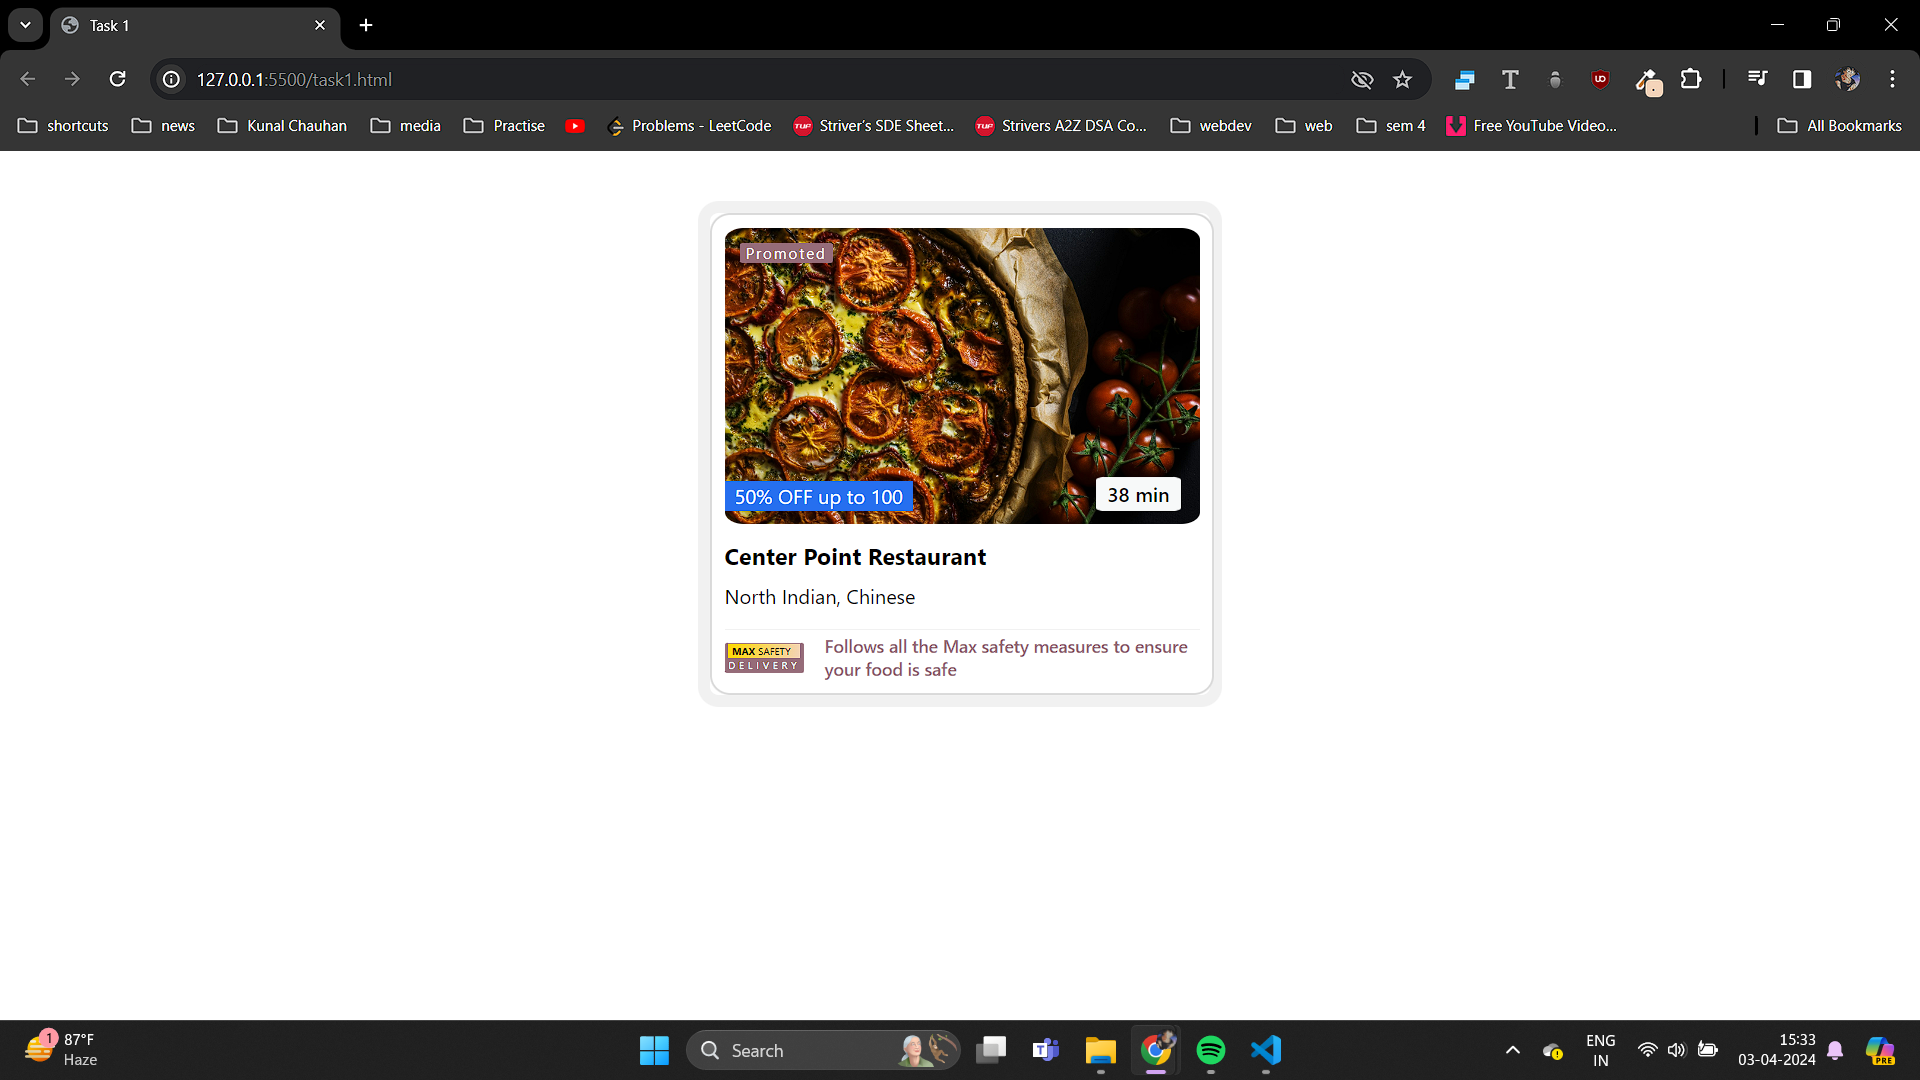 Task 1
127.0.0.1:5500/task1.html
shortcuts
news
Kunal Chauhan
media
Practise
Problems - LeetCode
TUF
Striver's SDE Sheet...
TUF
Strivers A2Z DSA Co...
webdev
web
sem 4
Free YouTube Video...
All Bookmarks
Promoted
50% OFF up to 100
38 min
Center Point Restaurant
North Indian, Chinese
MAX SAFETY
DELIVERY
Follows all the Max safety measures to ensure
your food is safe
1
87°F
Haze
Search
ENG
IN
15:33
03-04-2024
PRE